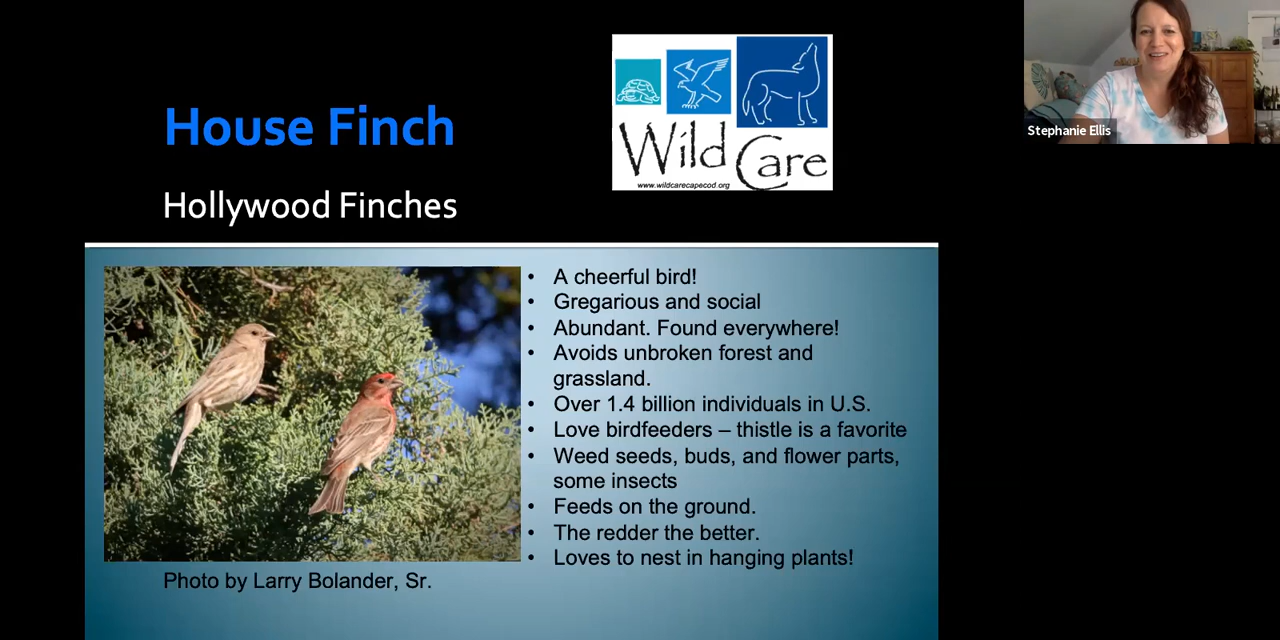 House Finch
Hollywood Finches
Wild Care
www.wildcarecapecod.org
Stephanie Ellis
• A cheerful bird!
• Gregarious and social
• Abundant. Found everywhere!
• Avoids unbroken forest and
grassland.
• Over 1.4 billion individuals in U.S.
• Love birdfeeders – thistle is a favorite
• Weed seeds, buds, and flower parts,
some insects
• Feeds on the ground.
• The redder the better.
• Loves to nest in hanging plants!
Photo by Larry Bolander, Sr.